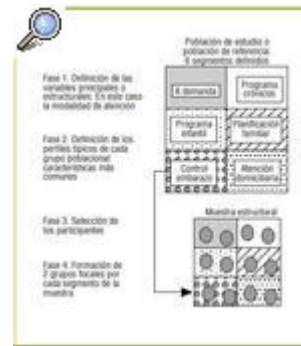 Población de estudio o
población de referencia:
6 segmentos definidos
Fase 1. Definición de las
variables principales o
estructurales. En este caso
la modalidad de atención
A demanda
Programa
crónicos
Fase 2. Definición de los
perfiles típicos de cada
grupo poblacional:
características más
comunes
Programa
infantil
Planificación
familiar
Control
embarazo
Atención
domiciliaria
Fase 3. Selección de
los participantes
Muestra estructural
Fase 4. Formación de
2 grupos focales por
cada segmento de la
muestra